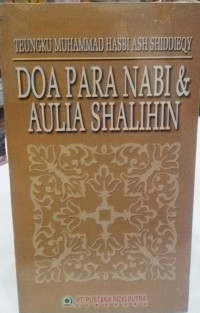 TEUNGKU MUHAMMAD HASBI ASH SHIDDIEQY
DOA PARA NABI &
AULIA SHALIHIN
PT. PUSTAKA RIZKI PUTRA